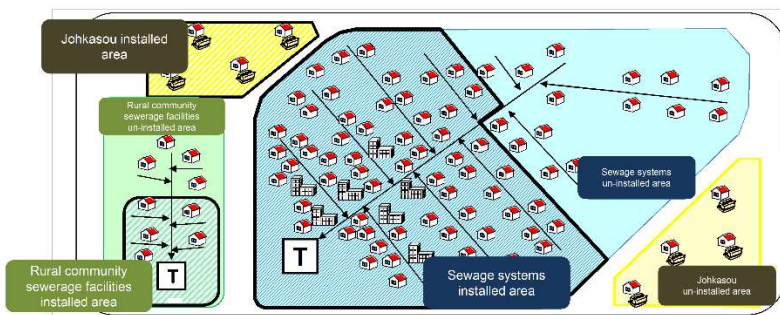 Johkasou installed
area
Rural community
sewerage facilities
un-installed area
Sewage systems
un-installed area
T
T
Rural community
sewerage facilities
installed area
Sewage systems
installed area
Johkasou
un-installed area